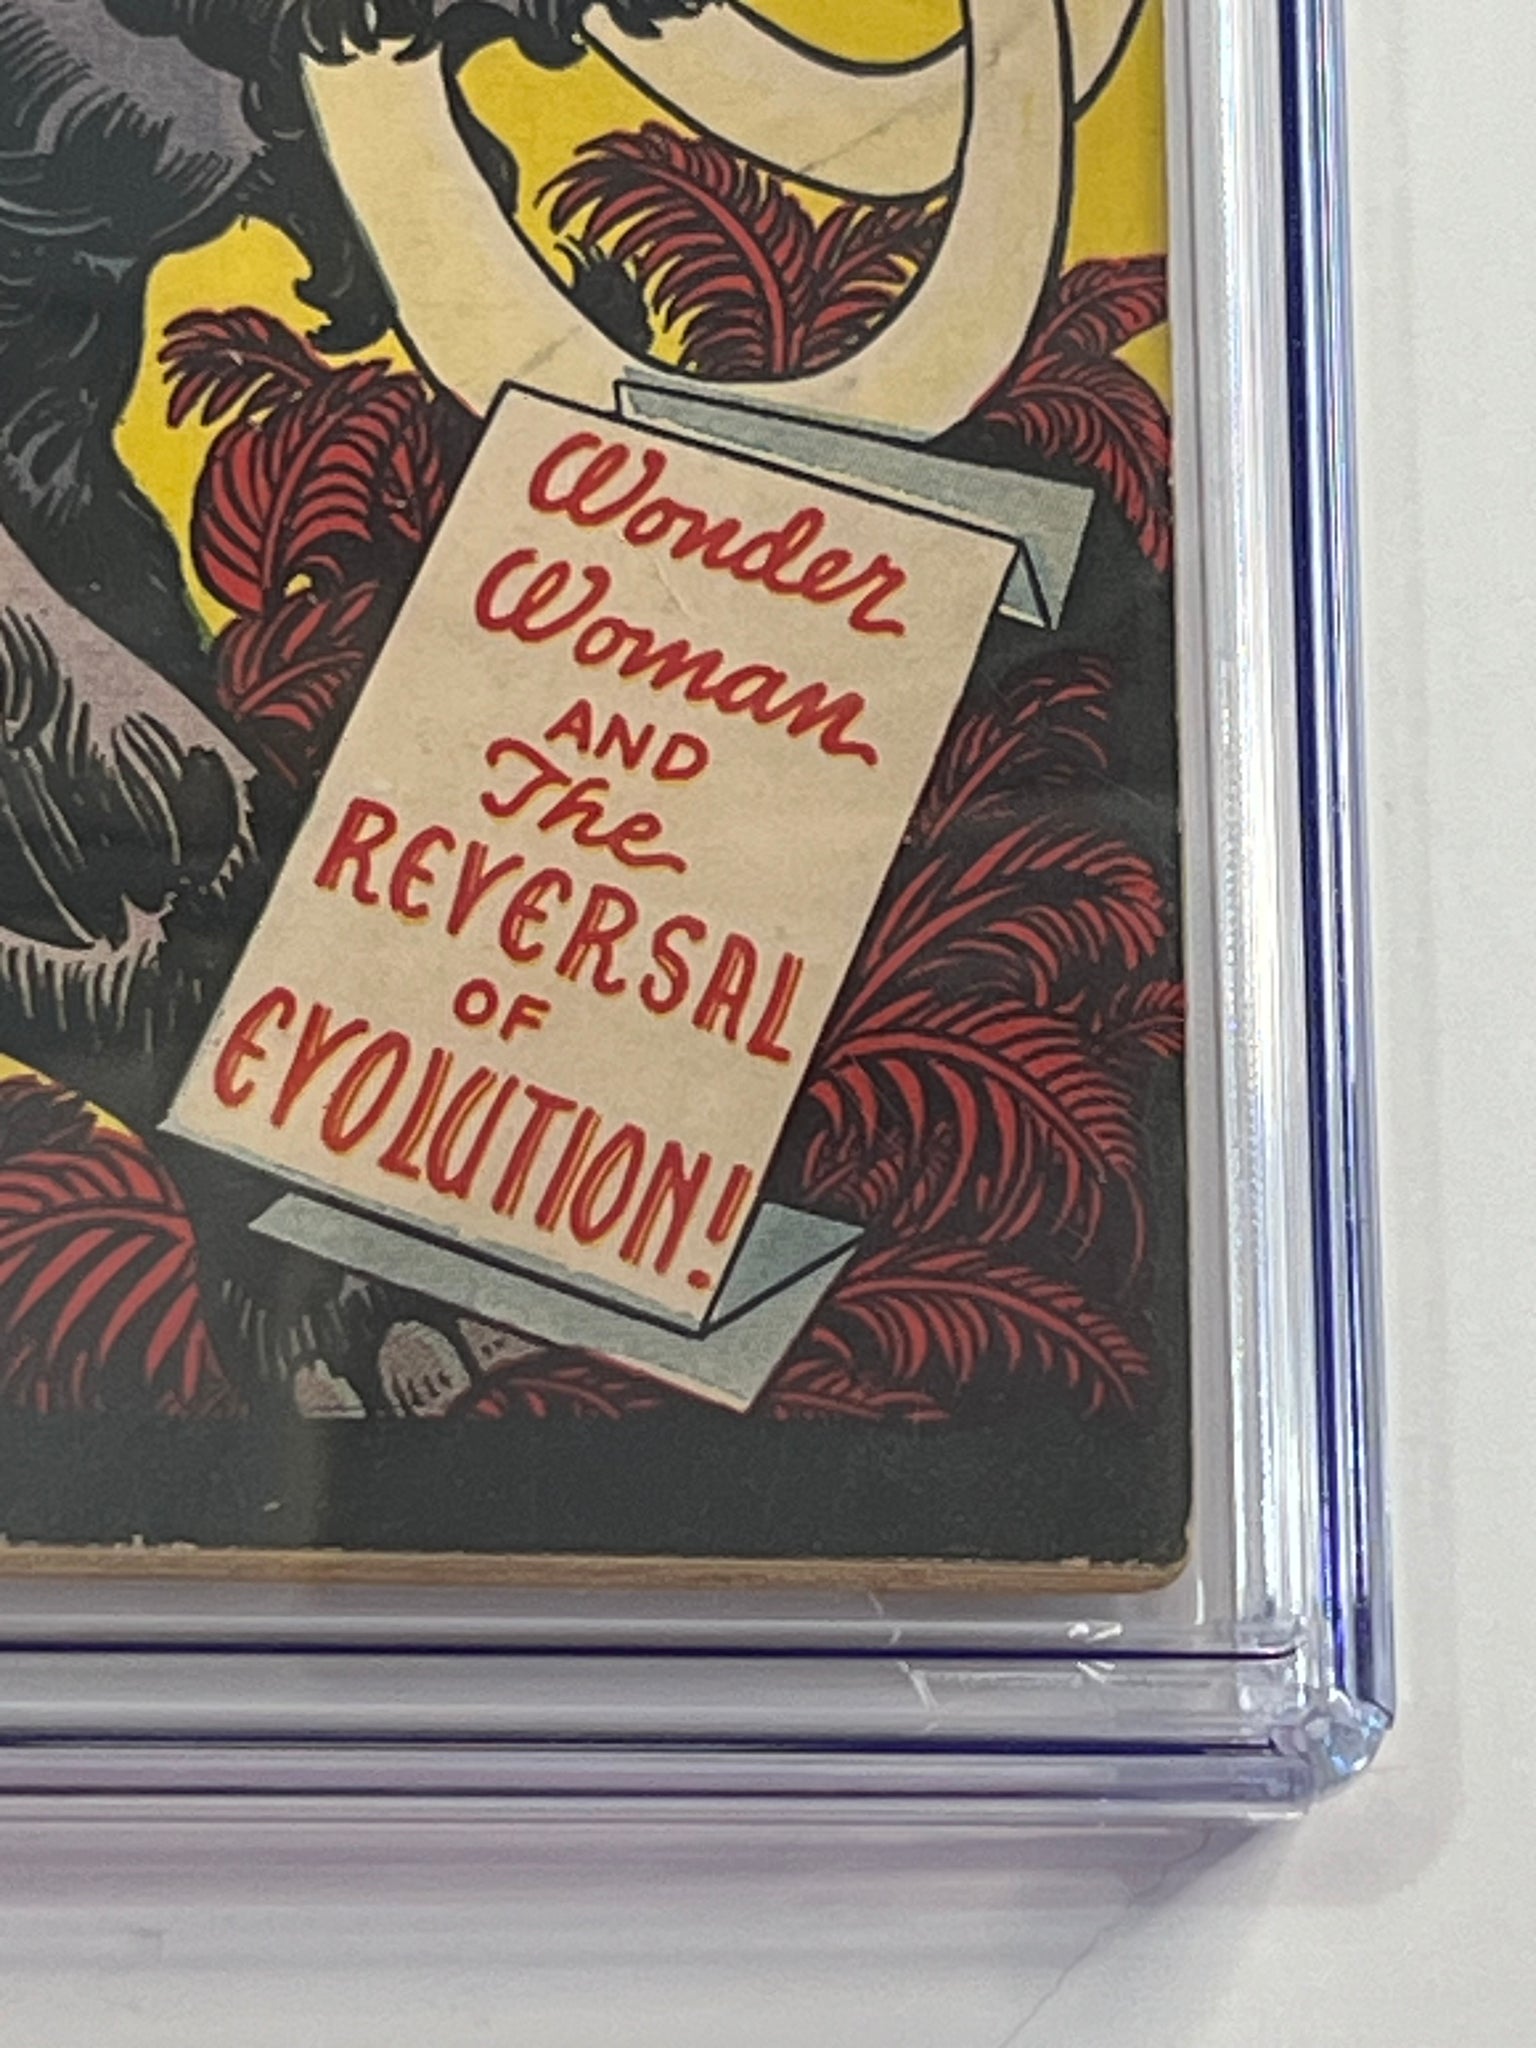 Wonder
Woman
AND
The
REVERSAL
OF
EVOLUTION!